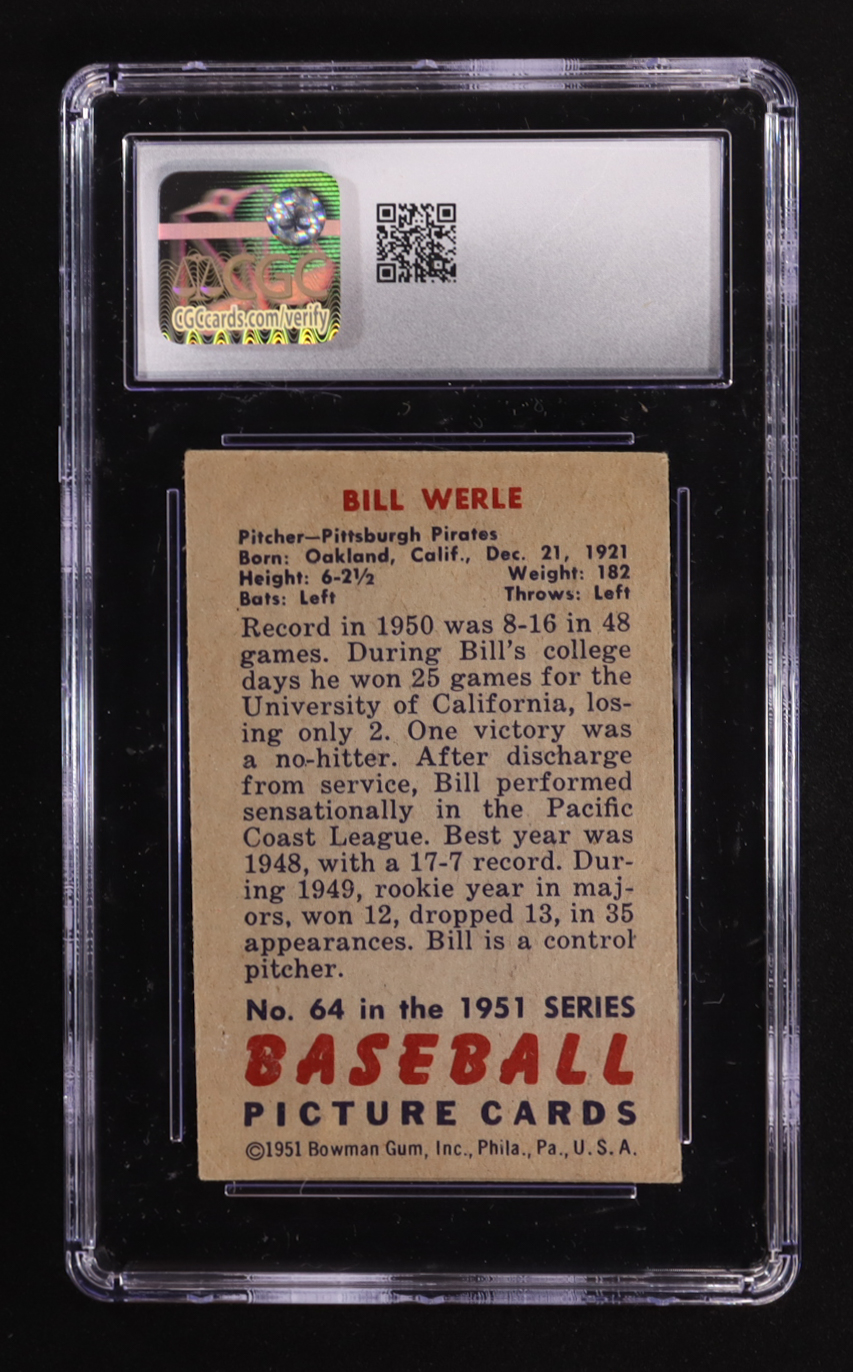 CGC
CGCcards.com/verify
BILL WERLE
Pitcher—Pittsburgh Pirates
Born: Oakland, Calif., Dec. 21, 1921
Height: 6-2½ Weight: 182
Bats: Left Throws: Left
Record in 1950 was 8-16 in 48
games. During Bill's college
days he won 25 games for the
University of California, los-
ing only 2. One victory was
a no-hitter. After discharge
from service, Bill performed
sensationally in the Pacific
Coast League. Best year was
1948, with a 17-7 record. Dur-
ing 1949, rookie year in maj-
ors, won 12, dropped 13, in 35
appearances. Bill is a control
pitcher.
No. 64 in the 1951 SERIES
BASEBALL
PICTURE CARDS
©1951 Bowman Gum, Inc., Phila., Pa., U. S. A.